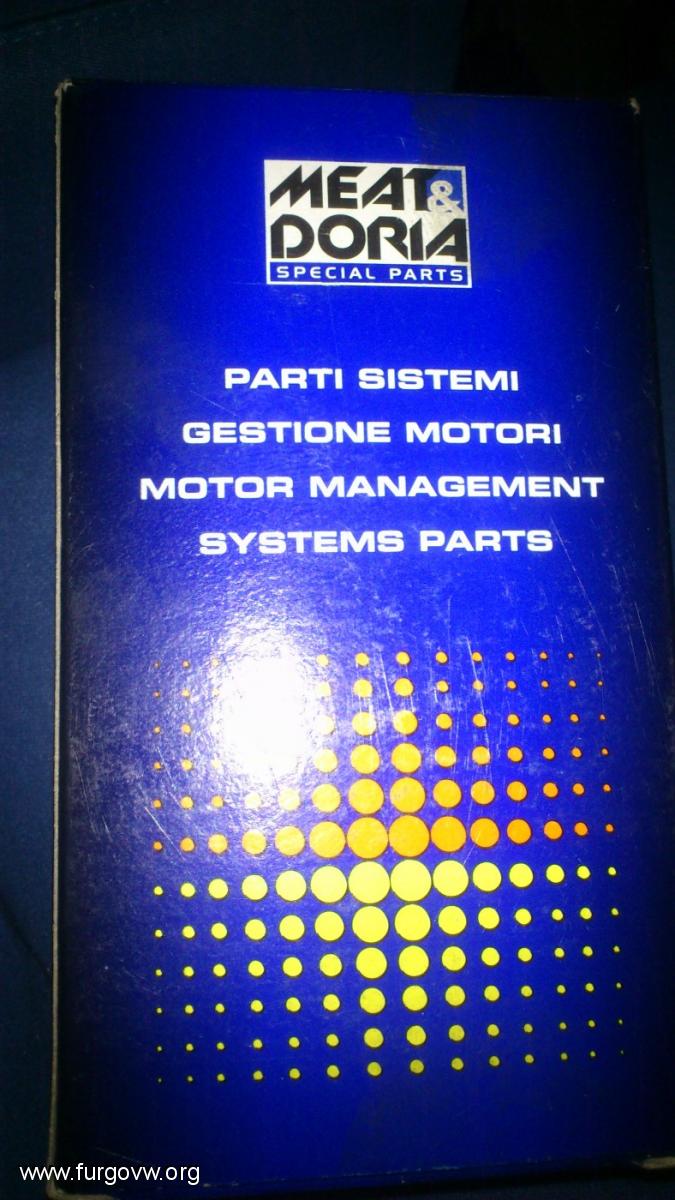 MEAT &
DORIA
SPECIAL PARTS
PARTI SISTEMI
GESTIONE MOTORI
MOTOR MANAGEMENT
SYSTEMS PARTS
www.furgovw.org